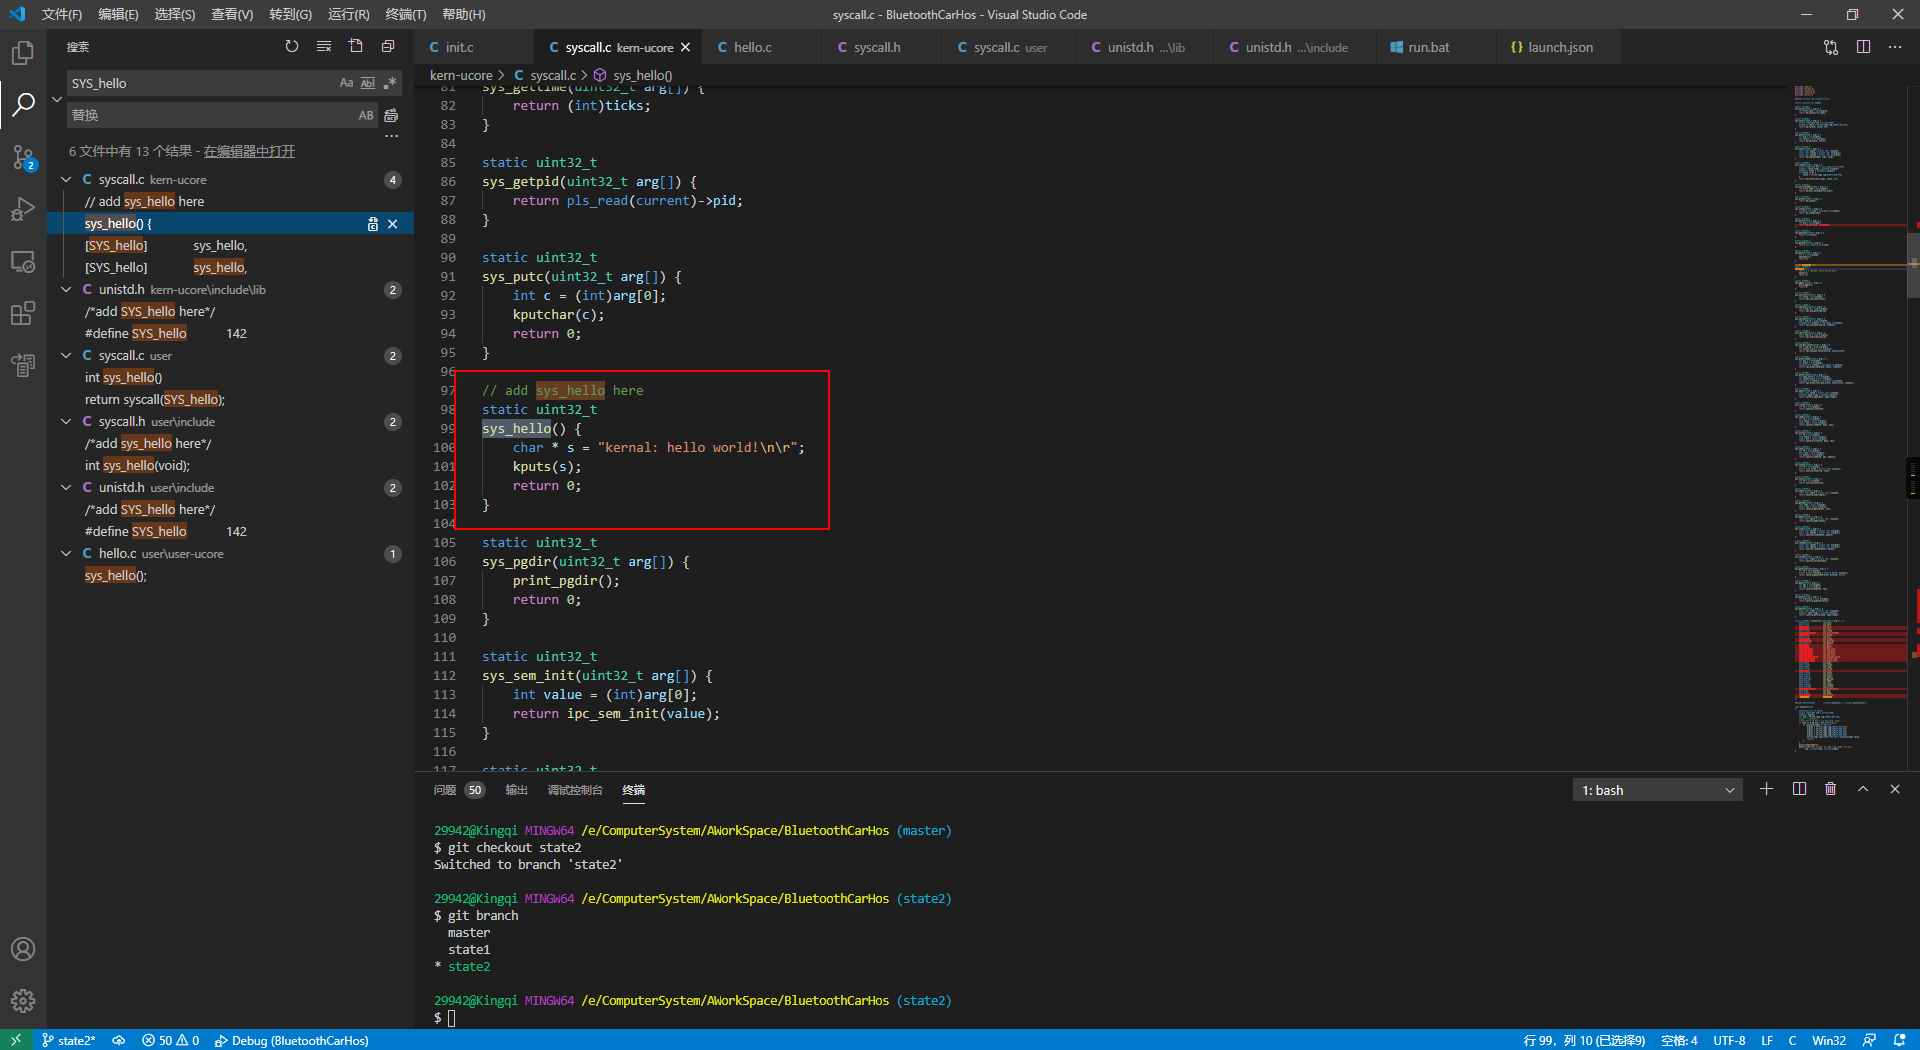 文件(F) 编辑(E) 选择(S) 查看(V) 转到(G) 运行(R) 终端(T) 帮助(H)
syscall.c - BluetoothCarHos - Visual Studio Code
搜索
SYS_hello
Aa Abl .*
替换
AB
6 文件中有 13 个结果 - 在编辑器中打开
C syscall.c kern-ucore 4
// add sys_hello here
sys_hello() {
[SYS_hello] sys_hello,
[SYS_hello] sys_hello,
C unistd.h kern-ucore\include\lib 2
/*add SYS_hello here*/
#define SYS_hello 142
C syscall.c user 2
int sys_hello()
return syscall(SYS_hello);
C syscall.h user\include 2
/*add sys_hello here*/
int sys_hello(void);
C unistd.h user\include 2
/*add SYS_hello here*/
#define SYS_hello 142
C hello.c user\user-ucore 1
sys_hello();
2
C init.c
C syscall.c kern-ucore
C hello.c
C syscall.h
C syscall.c user
C unistd.h ...\lib
C unistd.h ...\include
run.bat
{} launch.json
kern-ucore > C syscall.c > sys_hello()
81 sys_gettime(uint32_t arg[]) {
82 return (int)ticks;
83 }
84
85 static uint32_t
86 sys_getpid(uint32_t arg[]) {
87 return pls_read(current)->pid;
88 }
89
90 static uint32_t
91 sys_putc(uint32_t arg[]) {
92 int c = (int)arg[0];
93 kputchar(c);
94 return 0;
95 }
96
97 // add sys_hello here
98 static uint32_t
99 sys_hello() {
100 char * s = "kernal: hello world!\n\r";
101 kputs(s);
102 return 0;
103 }
104
105 static uint32_t
106 sys_pgdir(uint32_t arg[]) {
107 print_pgdir();
108 return 0;
109 }
110
111 static uint32_t
112 sys_sem_init(uint32_t arg[]) {
113 int value = (int)arg[0];
114 return ipc_sem_init(value);
115 }
116
117 static uint32_t
问题 50 输出 调试控制台 终端
1: bash
29942@Kingqi MINGW64 /e/ComputerSystem/AWorkSpace/BluetoothCarHos (master)
$ git checkout state2
Switched to branch 'state2'
29942@Kingqi MINGW64 /e/ComputerSystem/AWorkSpace/BluetoothCarHos (state2)
$ git branch
master
state1
* state2
29942@Kingqi MINGW64 /e/ComputerSystem/AWorkSpace/BluetoothCarHos (state2)
$
state2* 50 0 Debug (BluetoothCarHos)
行 99，列 10 (已选择9) 空格: 4 UTF-8 LF C Win32